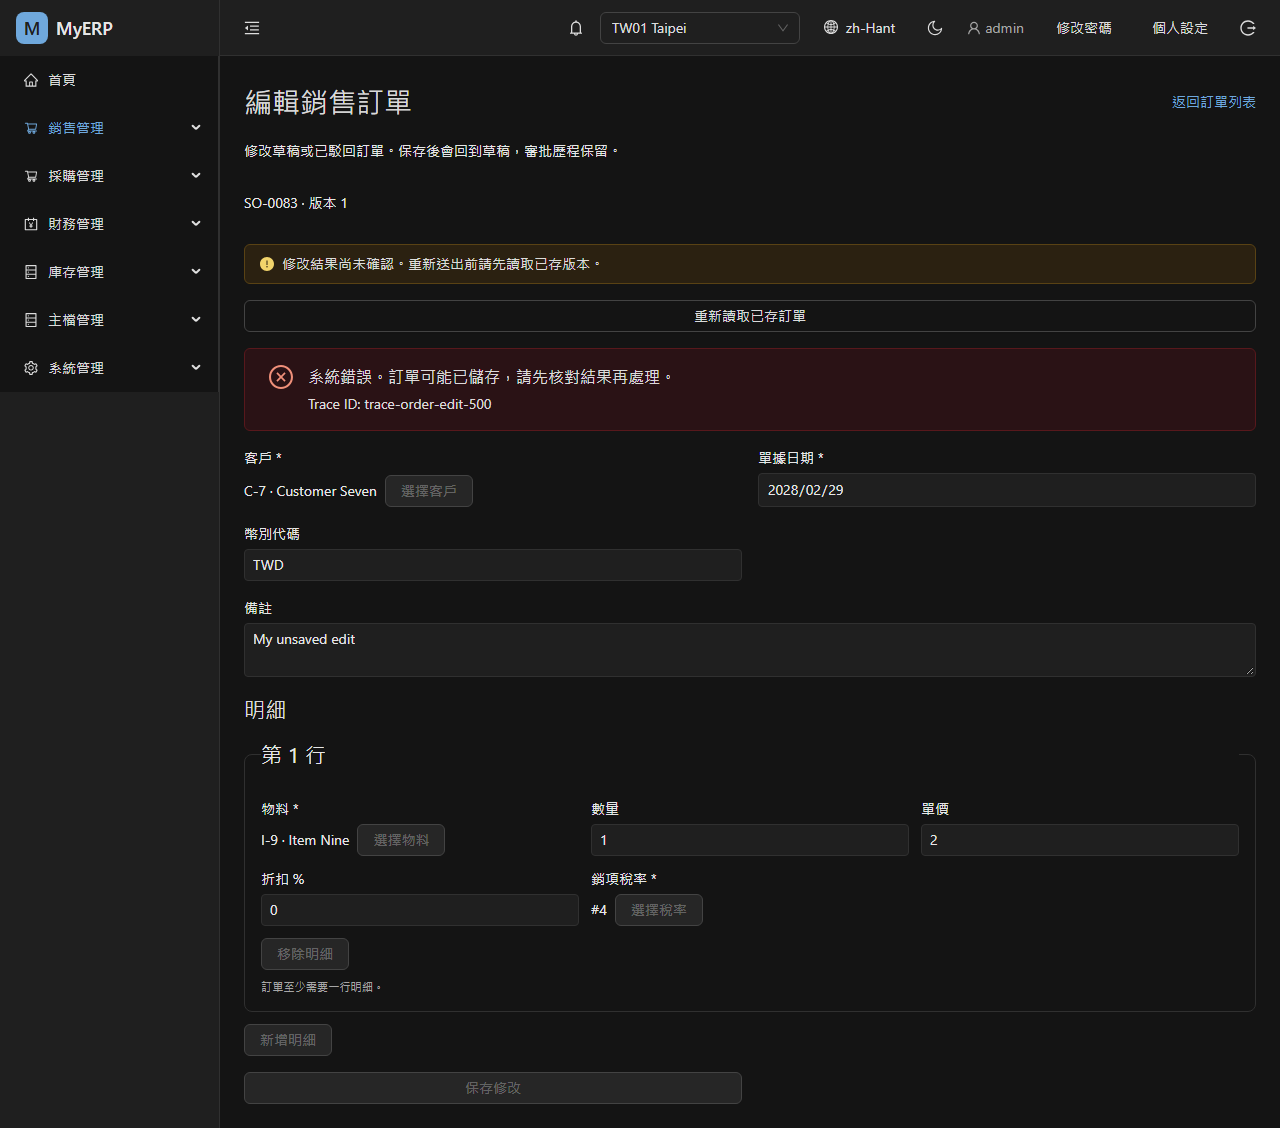 M MyERP
TW01 Taipei
zh-Hant
admin
修改密碼
個人設定
首頁
銷售管理
採購管理
財務管理
庫存管理
主檔管理
系統管理
編輯銷售訂單
返回訂單列表
修改草稿或已駁回訂單。保存後會回到草稿，審批歷程保留。
SO-0083 · 版本 1
修改結果尚未確認。重新送出前請先讀取已存版本。
重新讀取已存訂單
系統錯誤。訂單可能已儲存，請先核對結果再處理。
Trace ID: trace-order-edit-500
客戶 *
單據日期 *
C-7 · Customer Seven 選擇客戶
2028/02/29
幣別代碼
TWD
備註
My unsaved edit
明細
第 1 行
物料 *
數量
單價
I-9 · Item Nine 選擇物料
1
2
折扣 %
銷項稅率 *
0
#4 選擇稅率
移除明細
訂單至少需要一行明細。
新增明細
保存修改